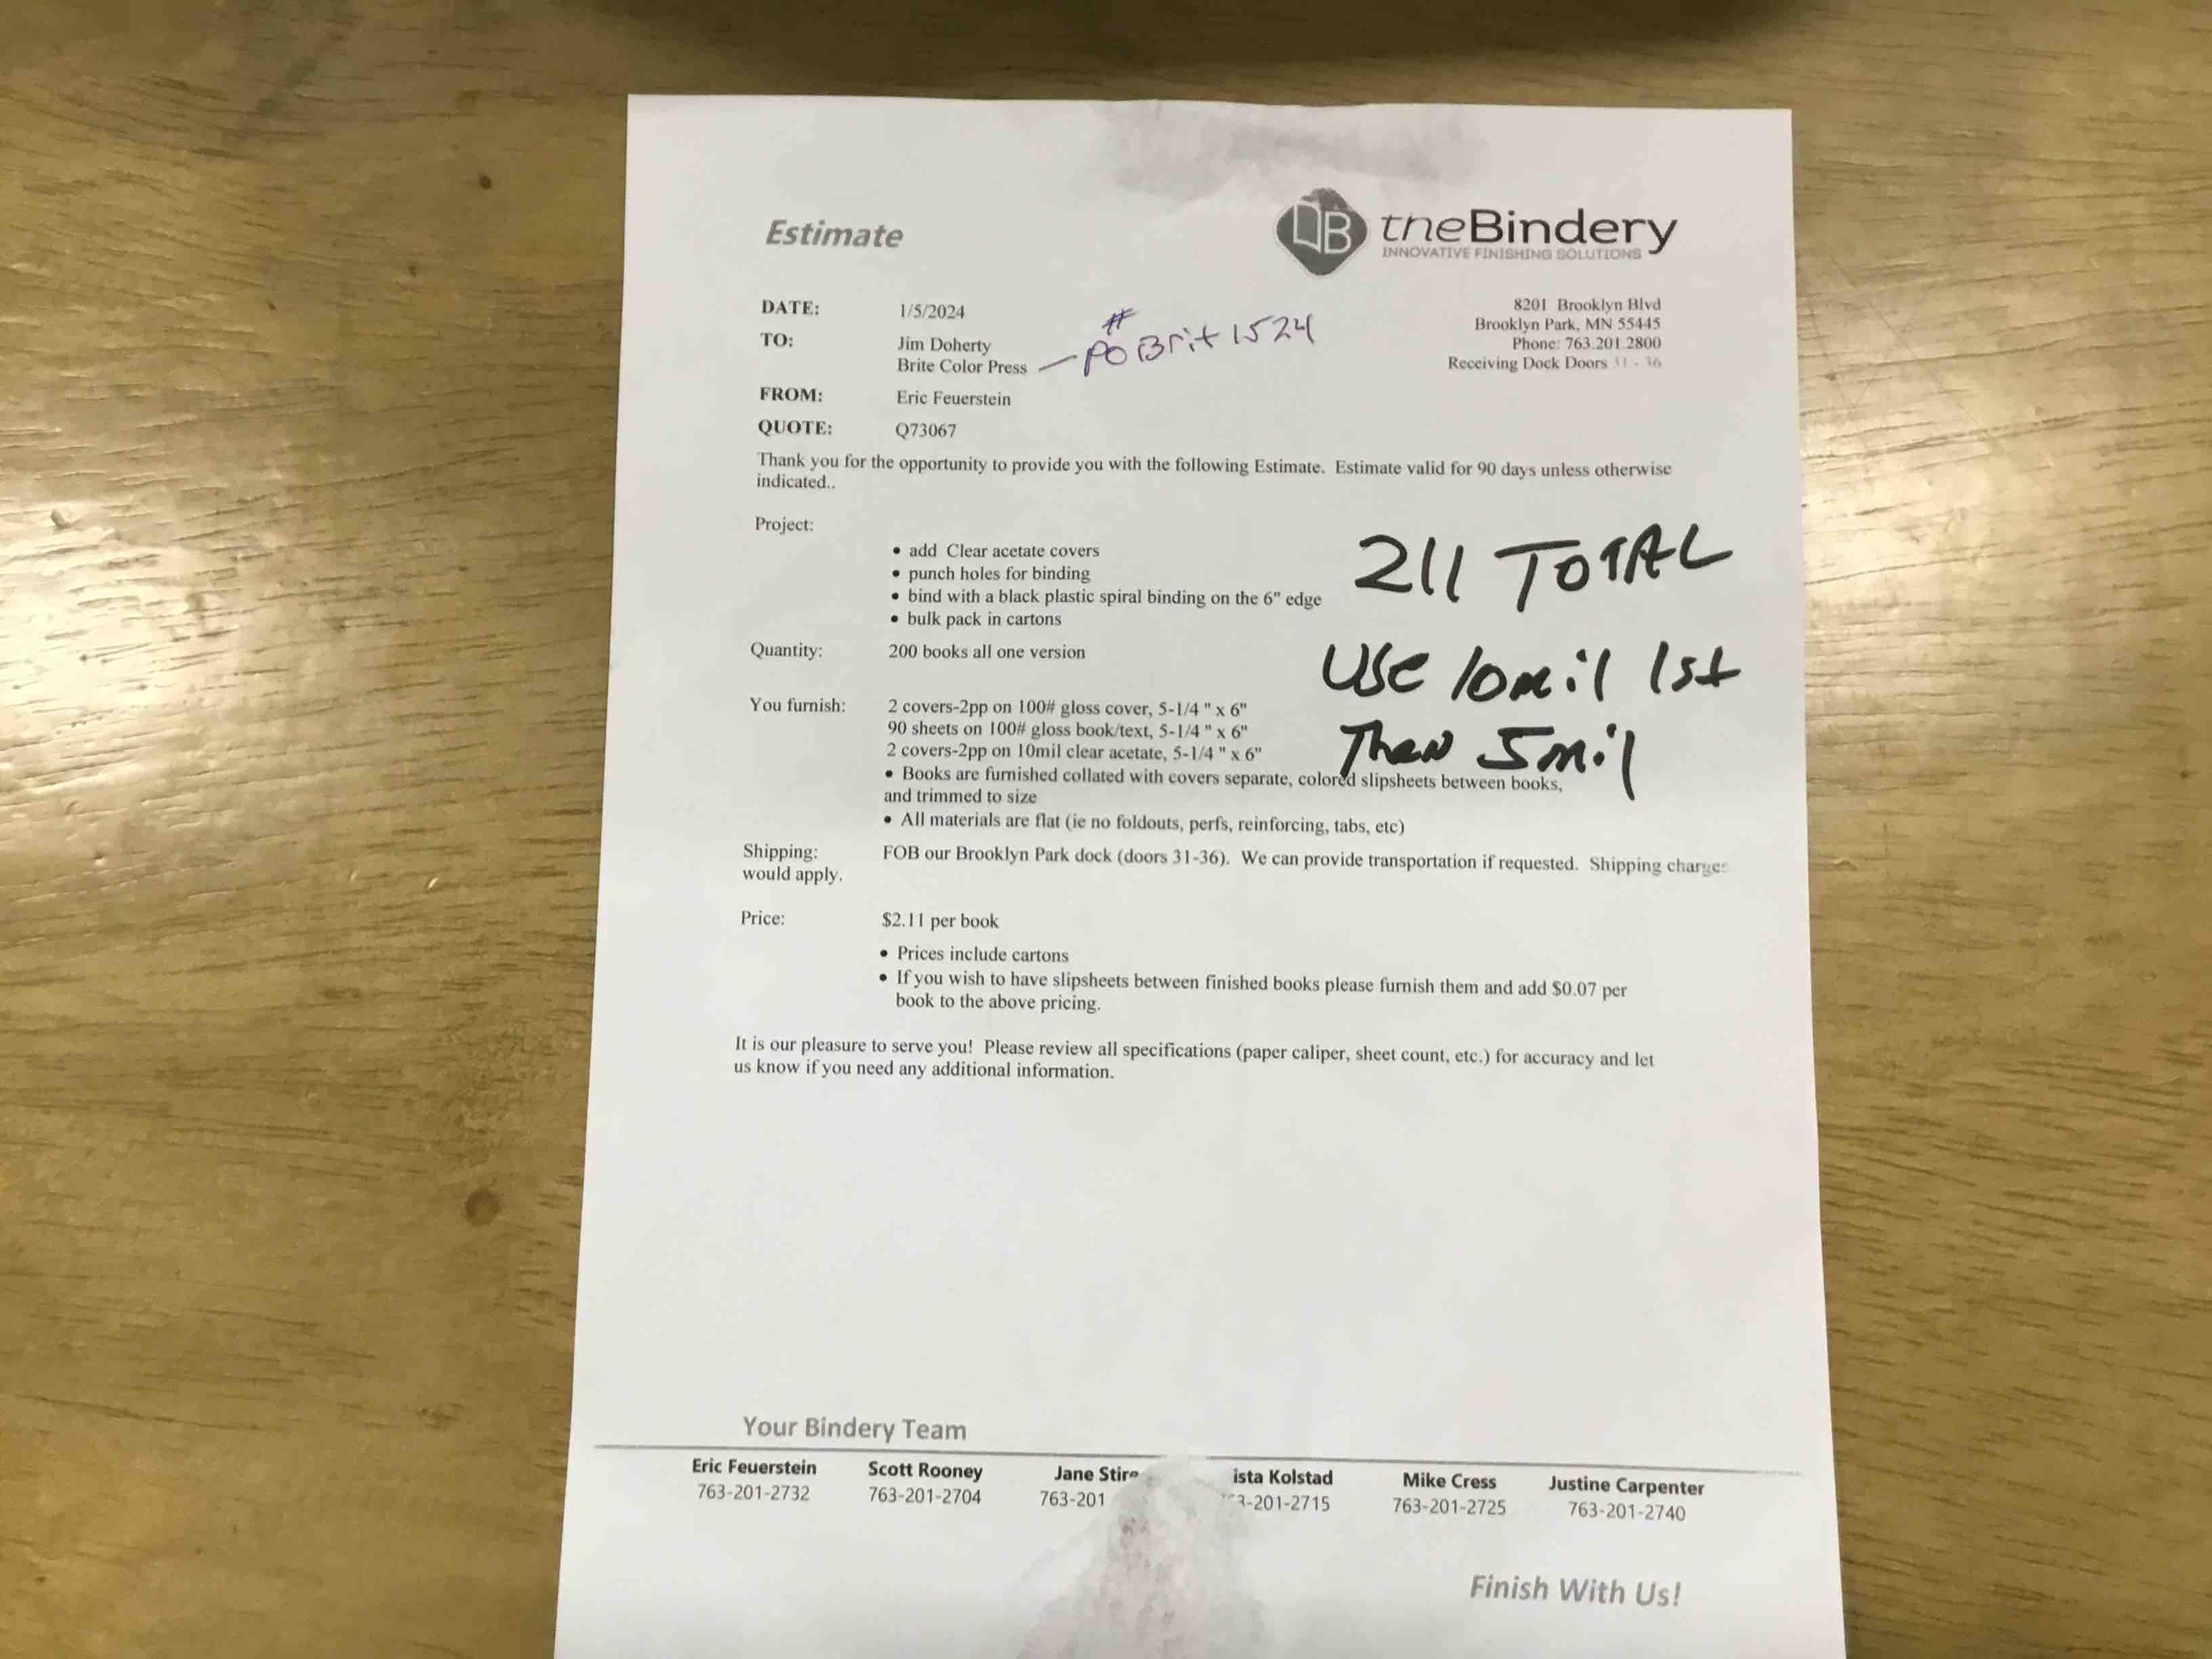 Estimate
theBindery
INNOVATIVE FINISHING SOLUTIONS
8201 Brooklyn Blvd
Brooklyn Park, MN 55445
Phone: 763.201.2800
Receiving Dock Doors 31 - 36
DATE: 1/5/2024
TO: Jim Doherty
Brite Color Press
# PO Brit 1524
FROM: Eric Feuerstein
QUOTE: Q73067
Thank you for the opportunity to provide you with the following Estimate. Estimate valid for 90 days unless otherwise
indicated..
Project:
• add Clear acetate covers
• punch holes for binding
• bind with a black plastic spiral binding on the 6" edge
• bulk pack in cartons
211 TOTAL
Quantity: 200 books all one version
USE 10mil 1st
Then 5mil
You furnish: 2 covers-2pp on 100# gloss cover, 5-1/4 " x 6"
90 sheets on 100# gloss book/text, 5-1/4 " x 6"
2 covers-2pp on 10mil clear acetate, 5-1/4 " x 6"
• Books are furnished collated with covers separate, colored slipsheets between books,
and trimmed to size
• All materials are flat (ie no foldouts, perfs, reinforcing, tabs, etc)
Shipping: FOB our Brooklyn Park dock (doors 31-36). We can provide transportation if requested. Shipping charges
would apply.
Price: $2.11 per book
• Prices include cartons
• If you wish to have slipsheets between finished books please furnish them and add $0.07 per
book to the above pricing.
It is our pleasure to serve you! Please review all specifications (paper caliper, sheet count, etc.) for accuracy and let
us know if you need any additional information.
Your Bindery Team
Eric Feuerstein Scott Rooney Jane ista Kolstad Mike Cress Justine Carpenter
763-201-2732 763-201-2704 763-201 3-201-2715 763-201-2725 763-201-2740
Finish With Us!